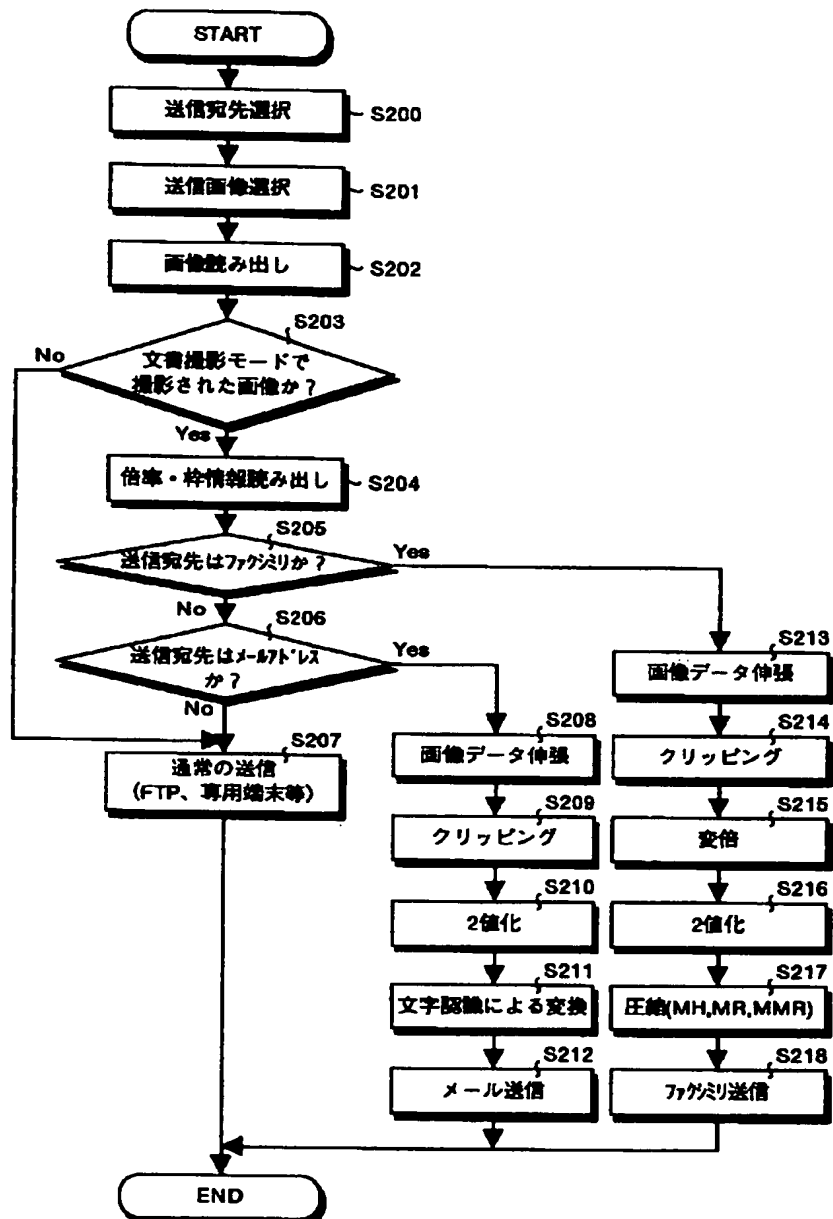 START
送信宛先選択
S200
送信画像選択
S201
画像読み出し
S202
S203
文書撮影モードで
撮影された画像か?
No
Yes
倍率・枠情報読み出し
S204
S205
送信宛先はファクシミリか?
Yes
No
S206
送信宛先はメールアドレス
か?
Yes
No
S207
通常の送信
(FTP、専用端末等)
S208
画像データ伸張
S209
クリッピング
S210
2値化
S211
文字認識による変換
S212
メール送信
S213
画像データ伸張
S214
クリッピング
S215
変倍
S216
2値化
S217
圧縮(MH,MR,MMR)
S218
ファクシミリ送信
END